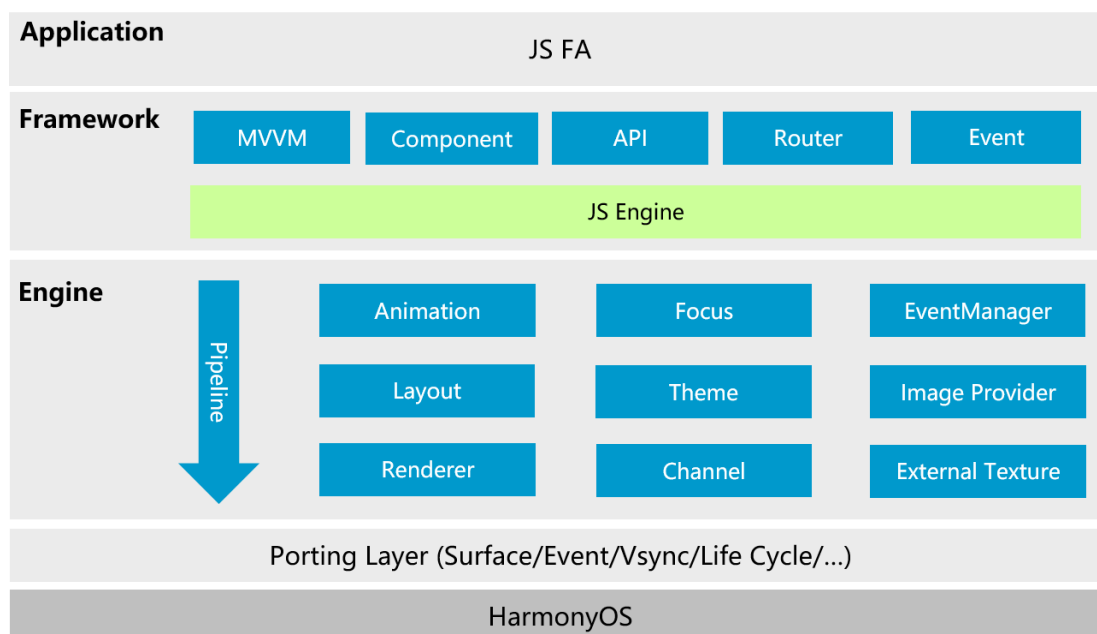 Application
JS FA
Framework
MVVM
Component
API
Router
Event
JS Engine
Engine
Pipeline
Animation
Focus
EventManager
Layout
Theme
Image Provider
Renderer
Channel
External Texture
Porting Layer (Surface/Event/Vsync/Life Cycle/...)
HarmonyOS